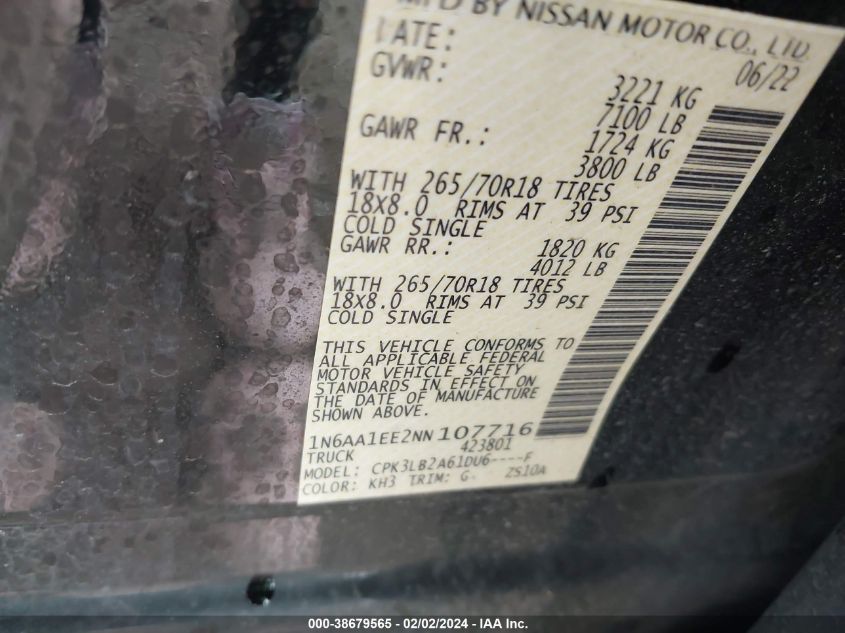 MFD BY NISSAN MOTOR CO., LTD.
DATE: 06/22
GVWR: 3221 KG
7100 LB
GAWR FR.: 1724 KG
3800 LB
WITH 265/70R18 TIRES
18X8.0 RIMS AT 39 PSI
COLD SINGLE
GAWR RR.: 1820 KG
4012 LB
WITH 265/70R18 TIRES
18X8.0 RIMS AT 39 PSI
COLD SINGLE
THIS VEHICLE CONFORMS TO
ALL APPLICABLE FEDERAL
MOTOR VEHICLE SAFETY
STANDARDS IN EFFECT ON
THE DATE OF MANUFACTURE
SHOWN ABOVE.
1N6AA1EE2NN107716
TRUCK 423801
MODEL: CPK3LB2A61DU6----F
COLOR: KH3 TRIM: G. ZS10A
000-38679565 - 02/02/2024 - IAA Inc.